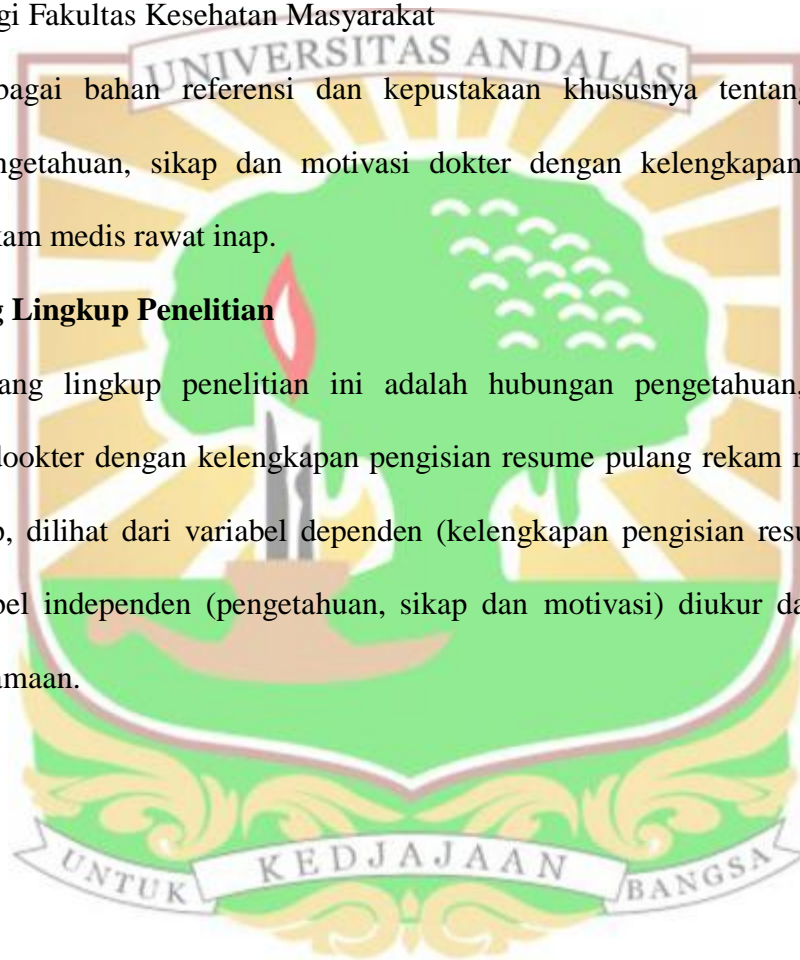 gi Fakultas Kesehatan Masyarakat
UNIVERSITAS ANDALAS
bagai bahan referensi dan kepustakaan khususnya tentang
ngetahuan, sikap dan motivasi dokter dengan kelengkapan
kam medis rawat inap.
g Lingkup Penelitian
ang lingkup penelitian ini adalah hubungan pengetahuan,
dookter dengan kelengkapan pengisian resume pulang rekam m
p, dilihat dari variabel dependen (kelengkapan pengisian resu
bel independen (pengetahuan, sikap dan motivasi) diukur da
amaan.
UNTUK KEDJAJAAN BANGSA